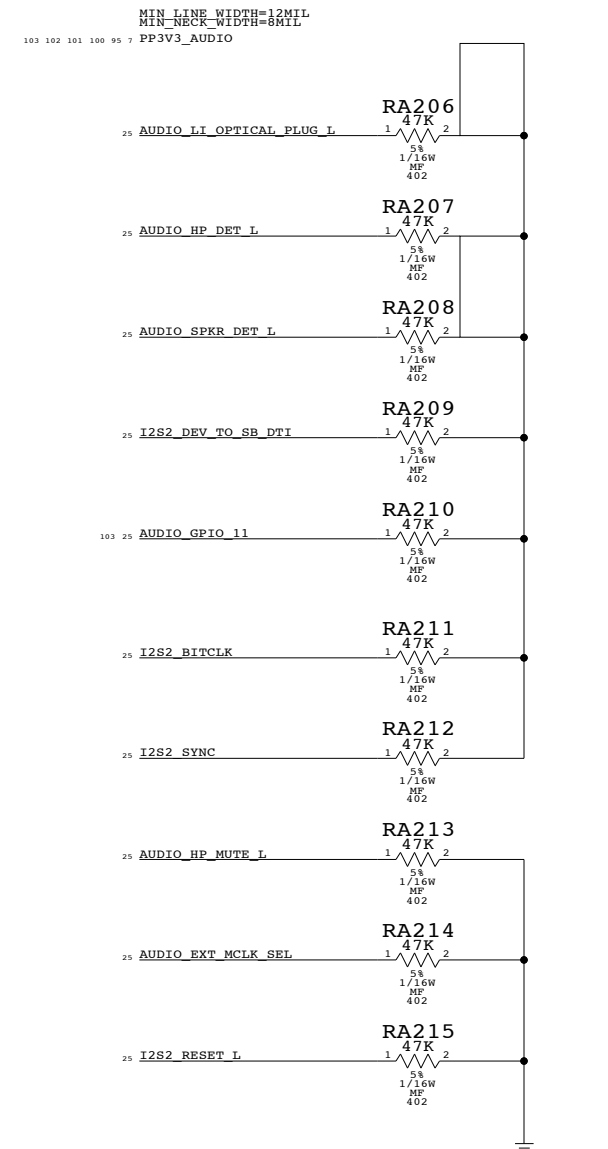 MIN_LINE_WIDTH=12MIL
MIN_NECK_WIDTH=8MIL
103 102 101 100 95 7 PP3V3_AUDIO
RA206
47K
25 AUDIO_LI_OPTICAL_PLUG_L 1 2
5%
1/16W
MF
402
RA207
47K
25 AUDIO_HP_DET_L 1 2
5%
1/16W
MF
402
RA208
47K
25 AUDIO_SPKR_DET_L 1 2
5%
1/16W
MF
402
RA209
47K
25 I2S2_DEV_TO_SB_DTI 1 2
5%
1/16W
MF
402
RA210
47K
103 25 AUDIO_GPIO_11 1 2
5%
1/16W
MF
402
RA211
47K
25 I2S2_BITCLK 1 2
5%
1/16W
MF
402
RA212
47K
25 I2S2_SYNC 1 2
5%
1/16W
MF
402
RA213
47K
25 AUDIO_HP_MUTE_L 1 2
5%
1/16W
MF
402
RA214
47K
25 AUDIO_EXT_MCLK_SEL 1 2
5%
1/16W
MF
402
RA215
47K
25 I2S2_RESET_L 1 2
5%
1/16W
MF
402